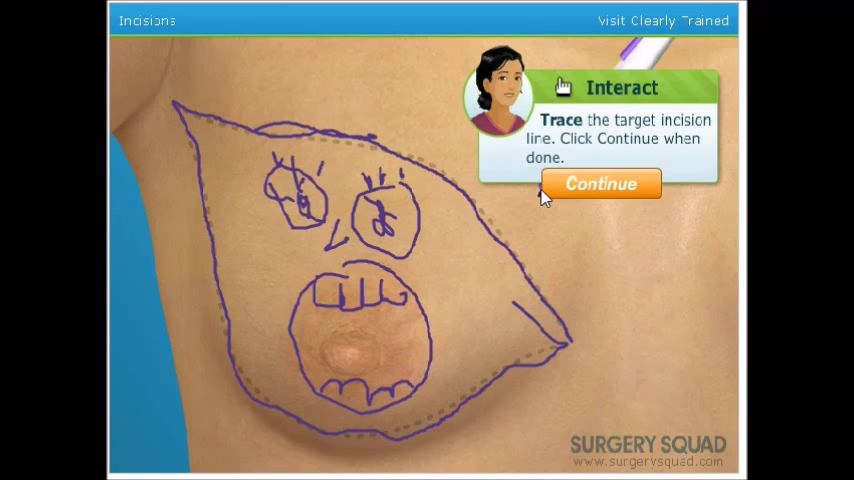 Incisions
Visit Clearly Trained
Interact
Trace the target incision
line. Click Continue when
done.
Continue
SURGERY SQUAD
www.surgerysquad.com